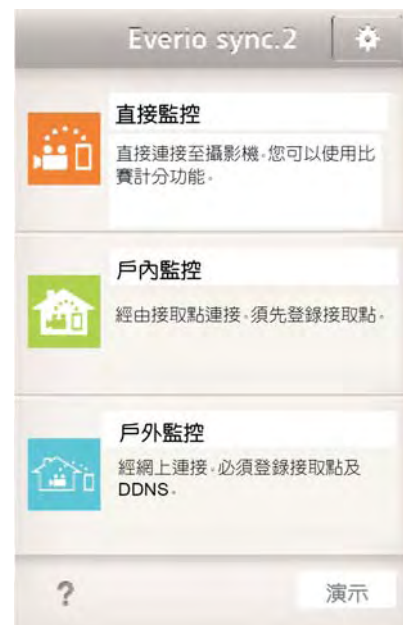 Everio sync.2
直接監控
直接連接至攝影機。您可以使用比
賽計分功能。
戶內監控
經由接取點連接。須先登錄接取點。
戶外監控
經網上連接。必須登錄接取點及
DDNS。
?
演示